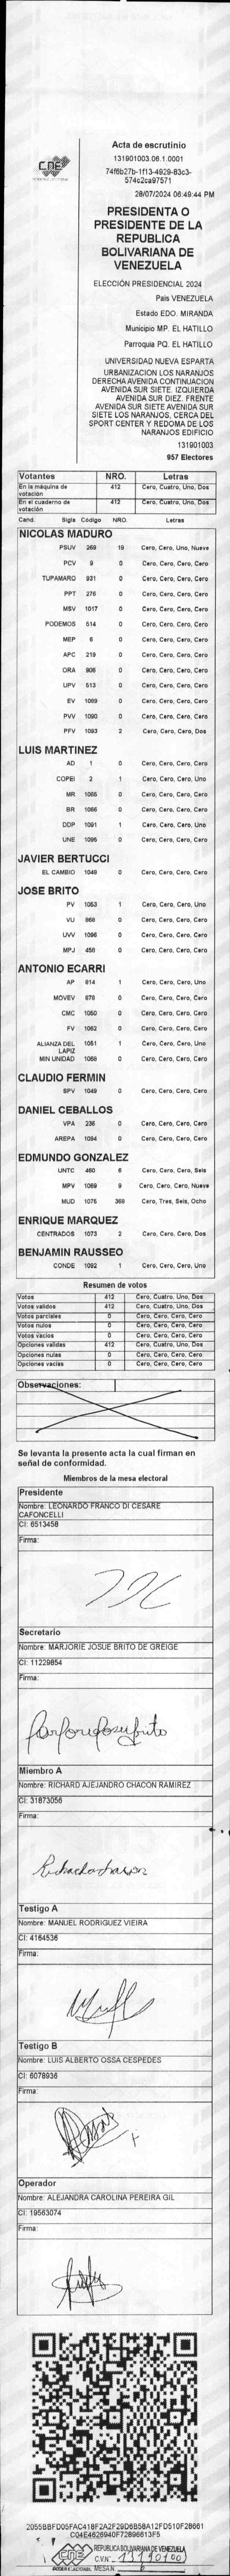 Acta de escrutinio
131901003.06.1.0001
74f6b27b-1f13-4929-83c3-
574c2ca97571
28/07/2024 06:49:44 PM
CNE
PRESIDENTA O
PRESIDENTE DE LA
REPUBLICA
BOLIVARIANA DE
VENEZUELA
ELECCIÓN PRESIDENCIAL 2024
Pais VENEZUELA
Estado EDO. MIRANDA
Municipio MP. EL HATILLO
Parroquia PQ. EL HATILLO
UNIVERSIDAD NUEVA ESPARTA
URBANIZACION LOS NARANJOS
DERECHA AVENIDA CONTINUACION
AVENIDA SUR SIETE. IZQUIERDA
AVENIDA SUR DIEZ. FRENTE
AVENIDA SUR SIETE AVENIDA SUR
SIETE LOS NARANJOS, CERCA DEL
SPORT CENTER Y REDOMA DE LOS
NARANJOS EDIFICIO
131901003
957 Electores
Votantes NRO. Letras
En la máquina de votación 412 Cero, Cuatro, Uno, Dos
En el cuaderno de votación 412 Cero, Cuatro, Uno, Dos
Cand. Sigla Código NRO. Letras
NICOLAS MADURO
PSUV 269 19 Cero, Cero, Uno, Nueve
PCV 9 0 Cero, Cero, Cero, Cero
TUPAMARO 931 0 Cero, Cero, Cero, Cero
PPT 276 0 Cero, Cero, Cero, Cero
MSV 1017 0 Cero, Cero, Cero, Cero
PODEMOS 514 0 Cero, Cero, Cero, Cero
MEP 6 0 Cero, Cero, Cero, Cero
APC 219 0 Cero, Cero, Cero, Cero
ORA 906 0 Cero, Cero, Cero, Cero
UPV 513 0 Cero, Cero, Cero, Cero
EV 1089 0 Cero, Cero, Cero, Cero
PVV 1090 0 Cero, Cero, Cero, Cero
PFV 1093 2 Cero, Cero, Cero, Dos
LUIS MARTINEZ
AD 1 0 Cero, Cero, Cero, Cero
COPEI 2 1 Cero, Cero, Cero, Uno
MR 1065 0 Cero, Cero, Cero, Cero
BR 1066 0 Cero, Cero, Cero, Cero
DDP 1091 1 Cero, Cero, Cero, Uno
UNE 1095 0 Cero, Cero, Cero, Cero
JAVIER BERTUCCI
EL CAMBIO 1049 0 Cero, Cero, Cero, Cero
JOSE BRITO
PV 1053 1 Cero, Cero, Cero, Uno
VU 868 0 Cero, Cero, Cero, Cero
UVV 1096 0 Cero, Cero, Cero, Cero
MPJ 458 0 Cero, Cero, Cero, Cero
ANTONIO ECARRI
AP 814 1 Cero, Cero, Cero, Uno
MOVEV 878 0 Cero, Cero, Cero, Cero
CMC 1050 0 Cero, Cero, Cero, Cero
FV 1062 0 Cero, Cero, Cero, Cero
ALIANZA DEL LAPIZ 1051 1 Cero, Cero, Cero, Uno
MIN UNIDAD 1068 0 Cero, Cero, Cero, Cero
CLAUDIO FERMIN
SPV 1049 0 Cero, Cero, Cero, Cero
DANIEL CEBALLOS
VPA 236 0 Cero, Cero, Cero, Cero
AREPA 1094 0 Cero, Cero, Cero, Cero
EDMUNDO GONZALEZ
UNTC 460 6 Cero, Cero, Cero, Seis
MPV 1069 9 Cero, Cero, Cero, Nueve
MUD 1076 368 Cero, Tres, Seis, Ocho
ENRIQUE MARQUEZ
CENTRADOS 1073 2 Cero, Cero, Cero, Dos
BENJAMIN RAUSSEO
CONDE 1092 1 Cero, Cero, Cero, Uno
Resumen de votos
Votos 412 Cero, Cuatro, Uno, Dos
Votos validos 412 Cero, Cuatro, Uno, Dos
Votos parciales 0 Cero, Cero, Cero, Cero
Votos nulos 0 Cero, Cero, Cero, Cero
Votos vacios 0 Cero, Cero, Cero, Cero
Opciones validas 412 Cero, Cuatro, Uno, Dos
Opciones nulas 0 Cero, Cero, Cero, Cero
Opciones vacias 0 Cero, Cero, Cero, Cero
Observaciones:
Se levanta la presente acta la cual firman en
señal de conformidad.
Miembros de la mesa electoral
Presidente
Nombre: LEONARDO FRANCO DI CESARE
CAFONCELLI
CI: 6513458
Firma:
Secretario
Nombre: MARJORIE JOSUE BRITO DE GREIGE
CI: 11229854
Firma:
Miembro A
Nombre: RICHARD AJEJANDRO CHACON RAMIREZ
CI: 31873056
Firma:
Testigo A
Nombre: MANUEL RODRIGUEZ VIEIRA
CI: 4164536
Firma:
Testigo B
Nombre: LUIS ALBERTO OSSA CESPEDES
CI: 6078936
Firma:
Operador
Nombre: ALEJANDRA CAROLINA PEREIRA GIL
CI: 19563074
Firma:
2055BBFD05FAC418F2A2F29D6B58A12FD510F28661
C04E4626940F72896613F5
REPÚBLICA BOLIVARIANA DE VENEZUELA
CNE
C.V.N°
PODER ELECTORAL MESA N. 6